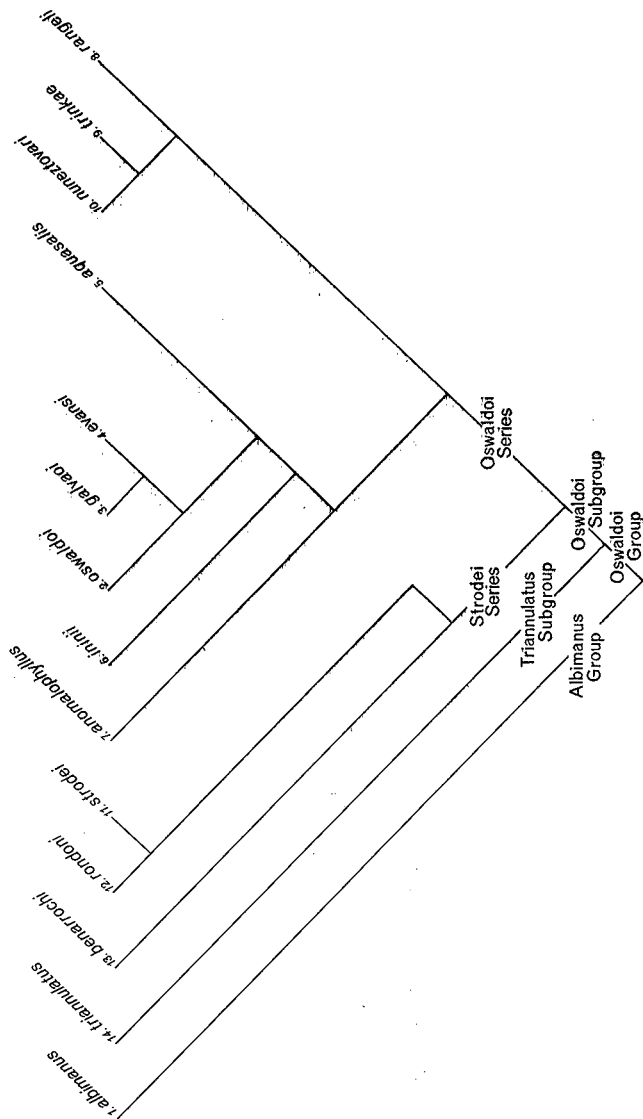 8. rangeli
9. trinkae
10. nuneztovari
5. aquasalis
4. evansi
3. galvaoi
2. oswaldoi
6. ininii
7. anomalophyllus
11. strodei
12. rondoni
13. benarrochi
14. triannulatus
1. albimanus
Oswaldoi
Series
Oswaldoi
Subgroup
Oswaldoi
Group
Strodei
Series
Triannulatus
Subgroup
Albimanus
Group